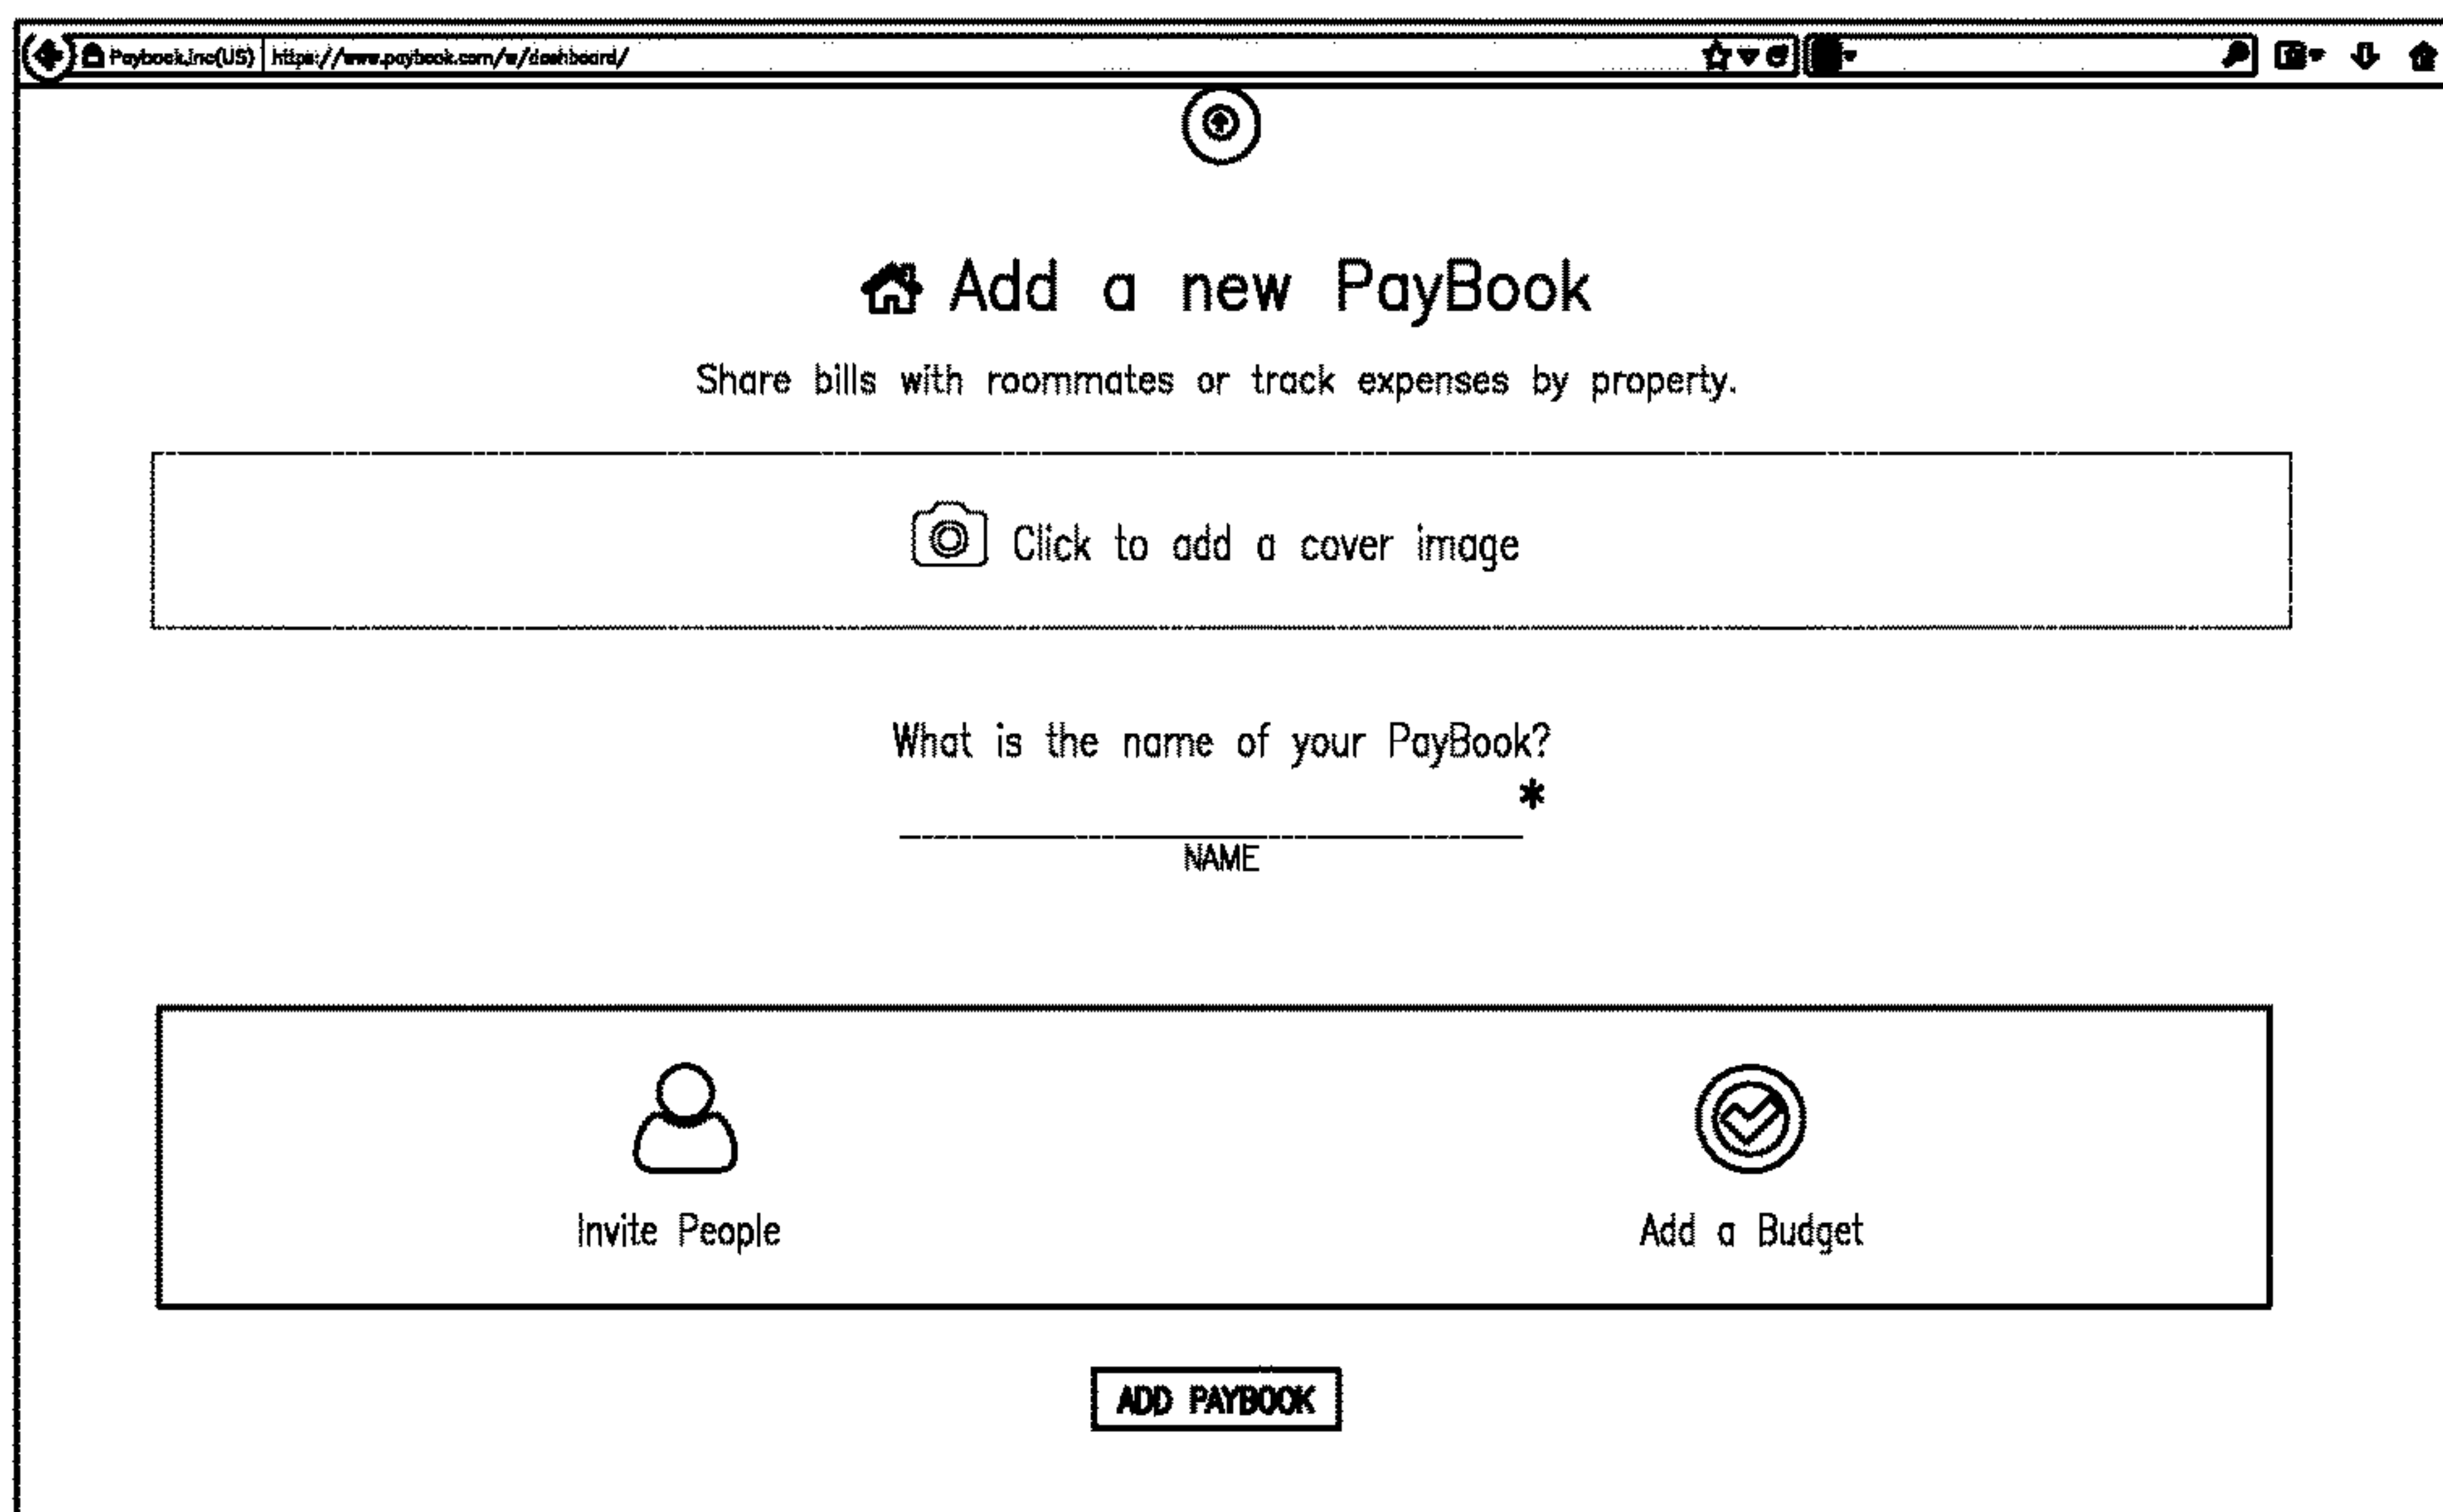 Paybook.inc(US) https://www.paybook.com/w/dashboard/
Add a new PayBook
Share bills with roommates or track expenses by property.
Click to add a cover image
What is the name of your PayBook?
*
NAME
Invite People
Add a Budget
ADD PAYBOOK